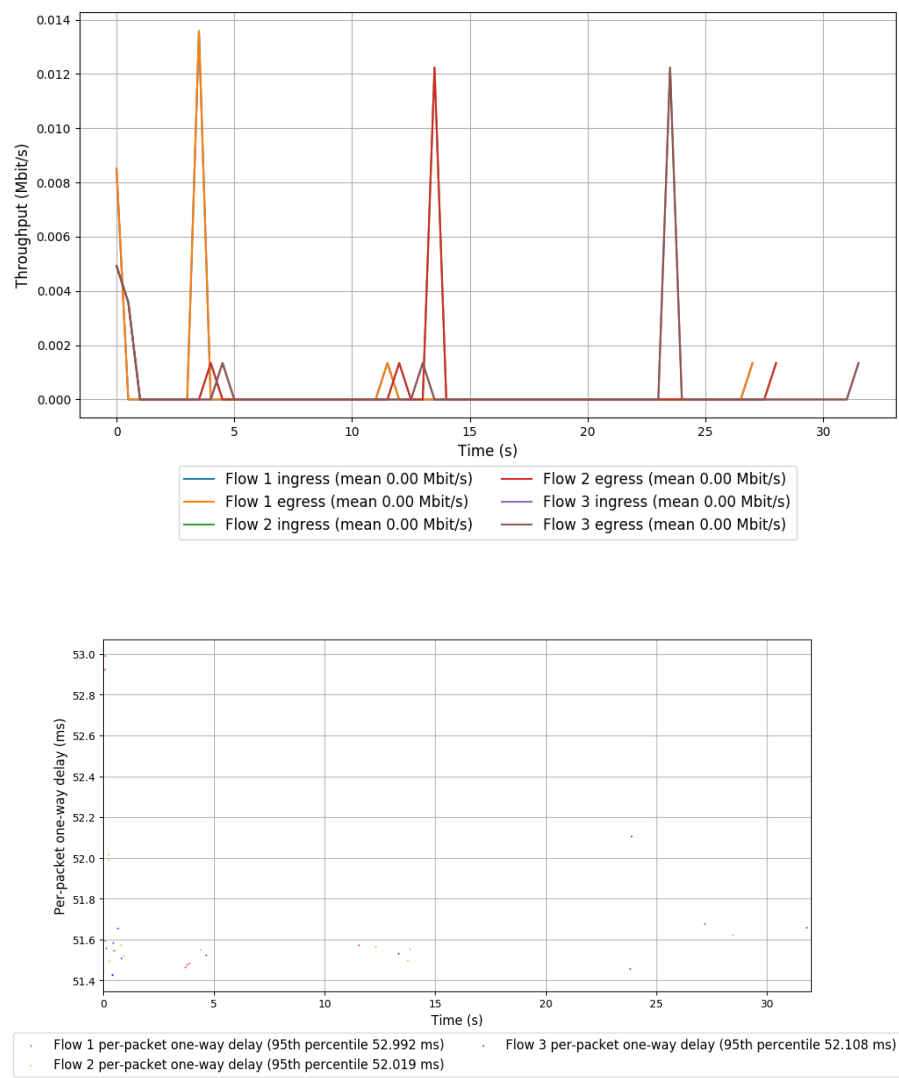 0.014
0.012
0.010
0.008
0.006
0.004
0.002
0.000
Throughput (Mbit/s)
0 5 10 15 20 25 30
Time (s)
Flow 1 ingress (mean 0.00 Mbit/s) Flow 2 egress (mean 0.00 Mbit/s)
Flow 1 egress (mean 0.00 Mbit/s) Flow 3 ingress (mean 0.00 Mbit/s)
Flow 2 ingress (mean 0.00 Mbit/s) Flow 3 egress (mean 0.00 Mbit/s)
53.0
52.8
52.6
52.4
52.2
52.0
51.8
51.6
51.4
Per-packet one-way delay (ms)
0 5 10 15 20 25 30
Time (s)
Flow 1 per-packet one-way delay (95th percentile 52.992 ms) Flow 3 per-packet one-way delay (95th percentile 52.108 ms)
Flow 2 per-packet one-way delay (95th percentile 52.019 ms)